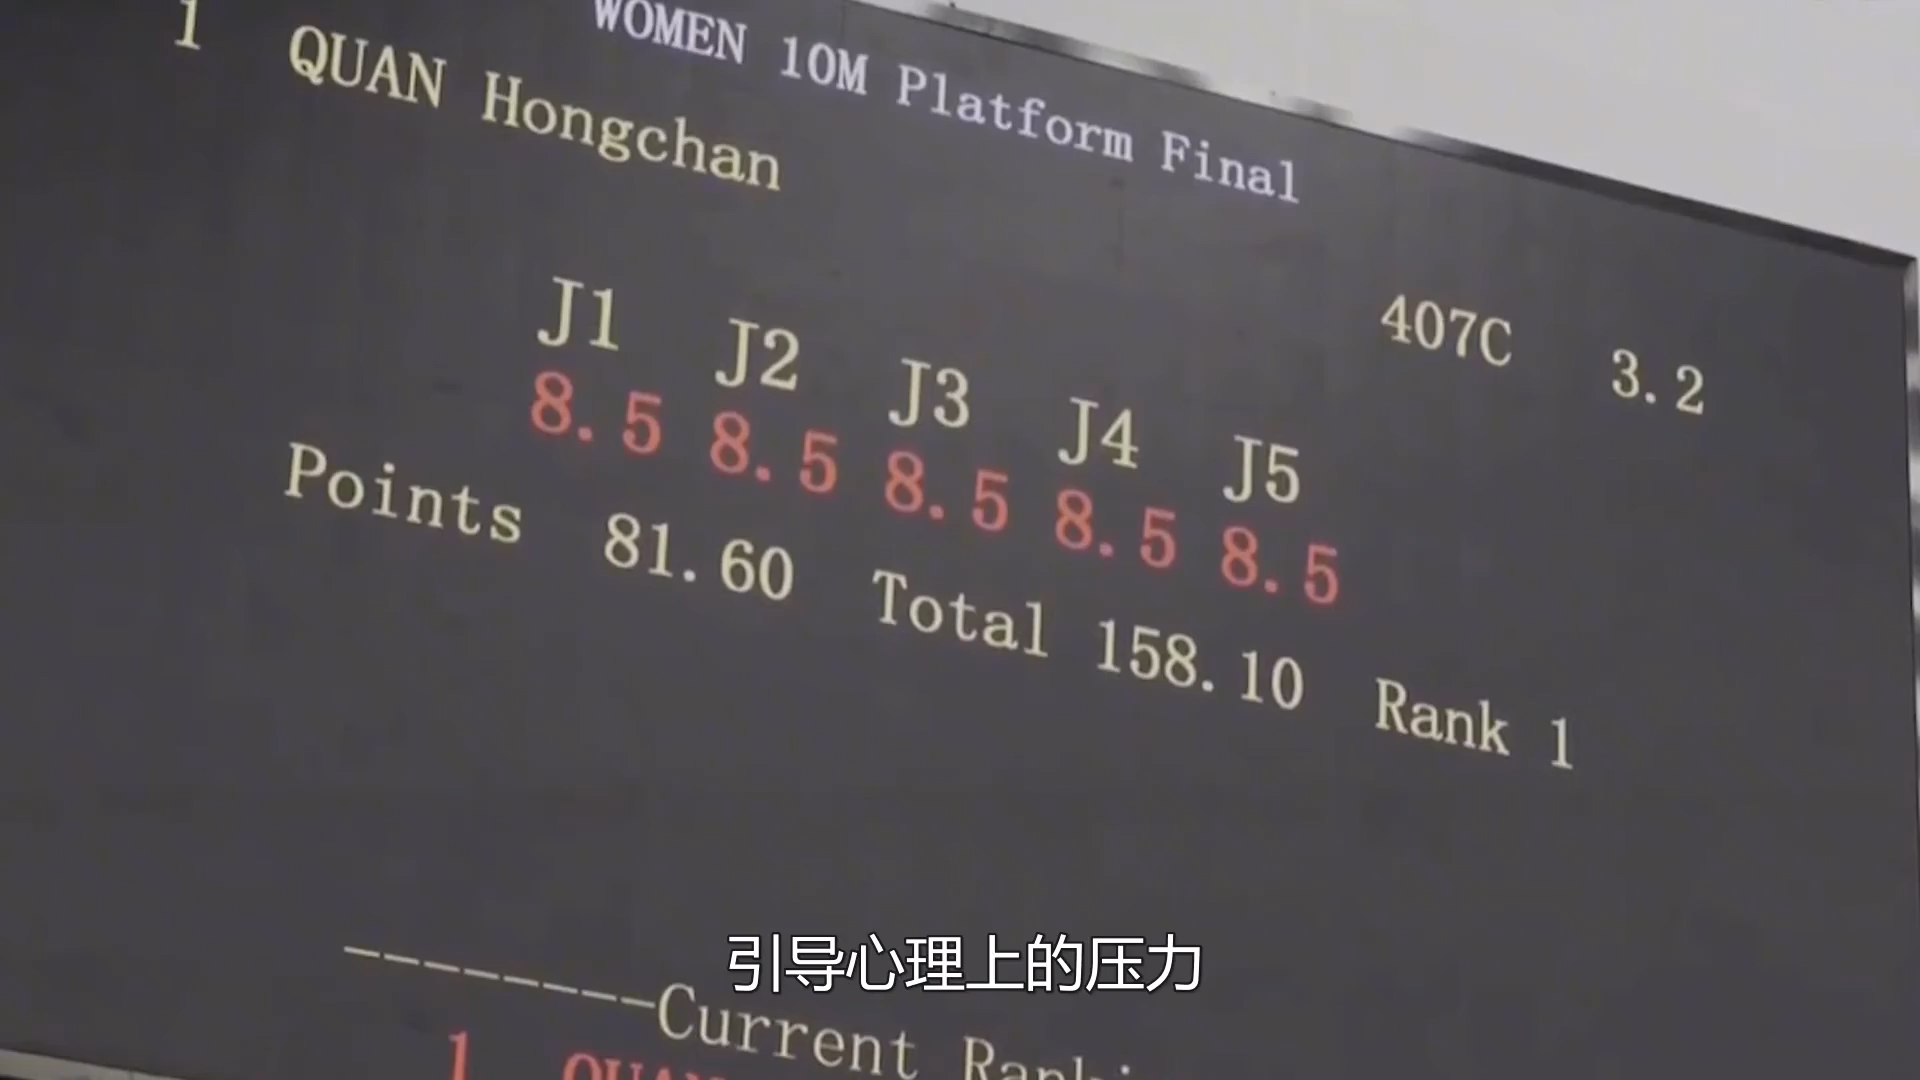 WOMEN 10M Platform Final
1 QUAN Hongchan
407C 3.2
J1 J2 J3 J4 J5
8.5 8.5 8.5 8.5 8.5
Points 81.60 Total 158.10 Rank 1
引导心理上的压力
--------Current Ranki
1 QUAN